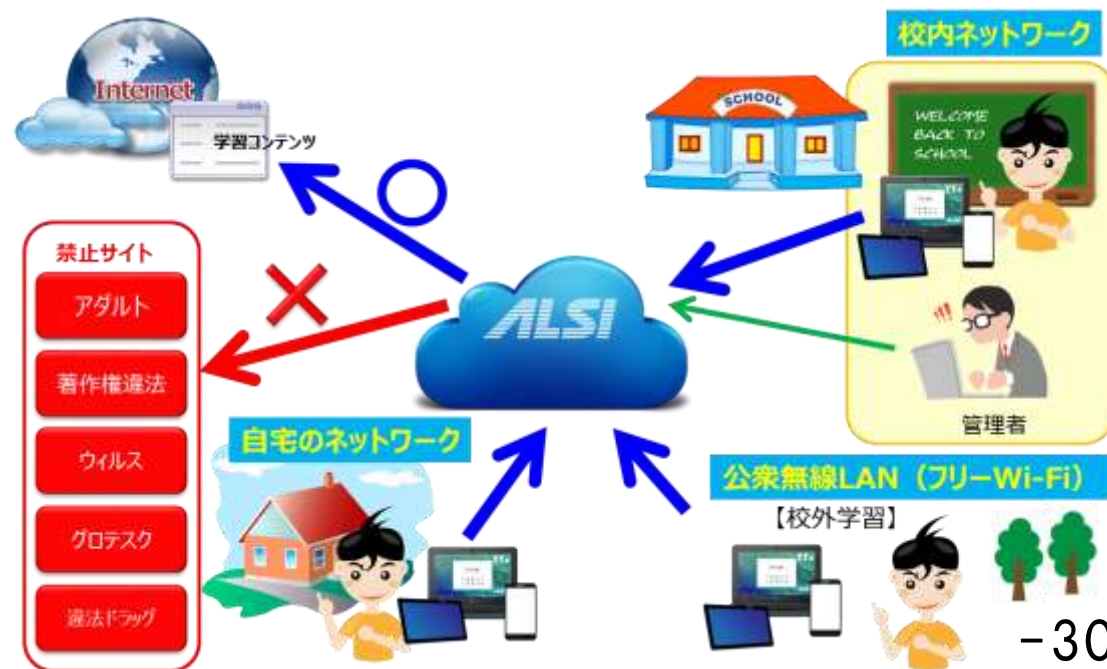 校内ネットワーク
Internet
学習コンテンツ
SCHOOL
WELCOME
BACK TO
SCHOOL
禁止サイト
アダルト
著作権違法
ウィルス
グロテスク
違法ドラッグ
ALSI
管理者
自宅のネットワーク
公衆無線LAN（フリーWi-Fi）
【校外学習】
-30